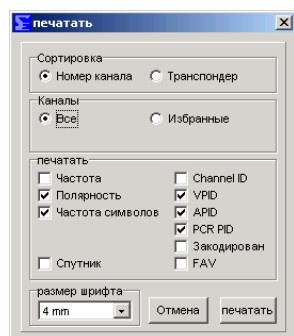 печатать
Сортировка
Номер канала Транспондер
Каналы
Все Избранные
печатать
Частота Channel ID
Полярность VPID
Частота символов APID
PCR PID
Закодирован
Спутник FAV
размер шрифта
4 mm Отмена печатать